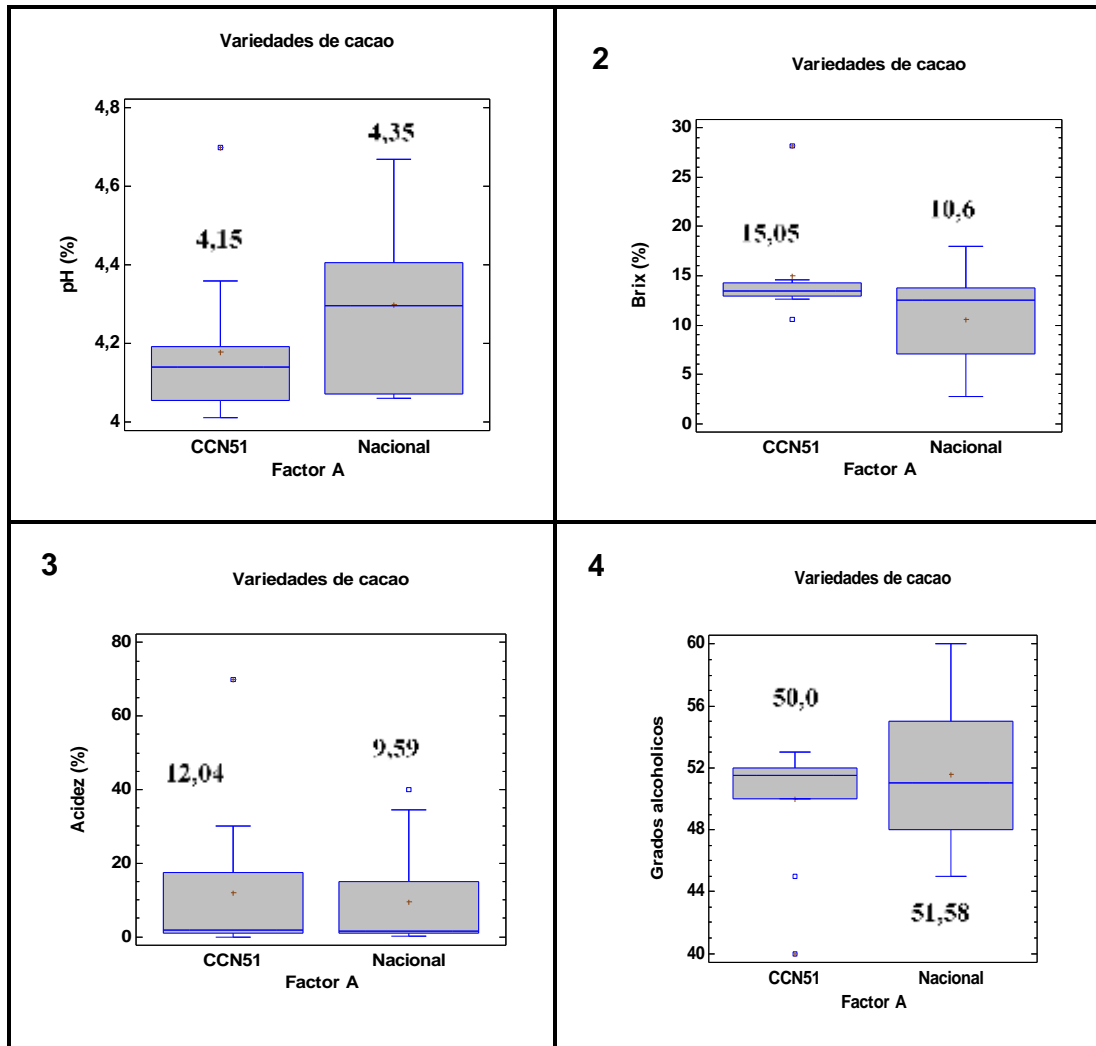 Variedades de cacao
4,8
4,6
4,4
4,2
4
pH (%)
4,15
4,35
CCN51
Nacional
Factor A
2
Variedades de cacao
30
25
20
15
10
5
0
Brix (%)
15,05
10,6
CCN51
Nacional
Factor A
3
Variedades de cacao
80
60
40
20
0
Acidez (%)
12,04
9,59
CCN51
Nacional
Factor A
4
Variedades de cacao
60
56
52
48
44
40
Grados alcoholicos
50,0
51,58
CCN51
Nacional
Factor A